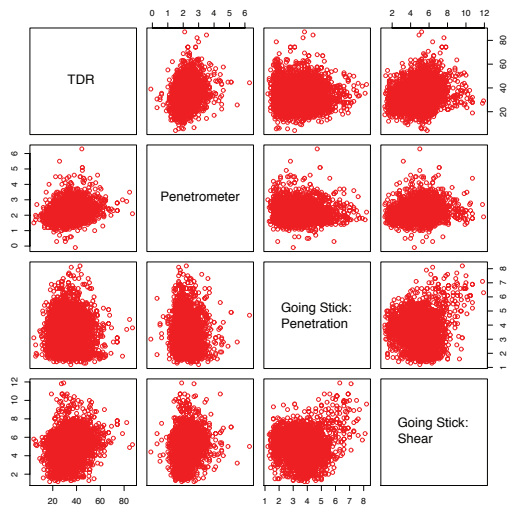 0 1 2 3 4 5 6
2 4 6 8 10 12
TDR
20 40 60 80
0 1 2 3 4 5 6
Penetrometer
Going Stick:
Penetration
1 2 3 4 5 6 7 8
2 4 6 8 10 12
Going Stick:
Shear
20 40 60 80
1 2 3 4 5 6 7 8